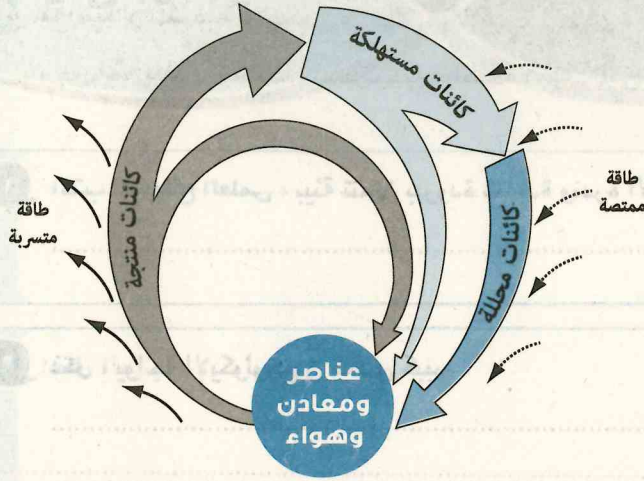 كائنات مستهلكة
كائنات منتجة
كائنات محللة
طاقة
ممتصة
طاقة
متسربة
عناصر
ومعادن
وهواء